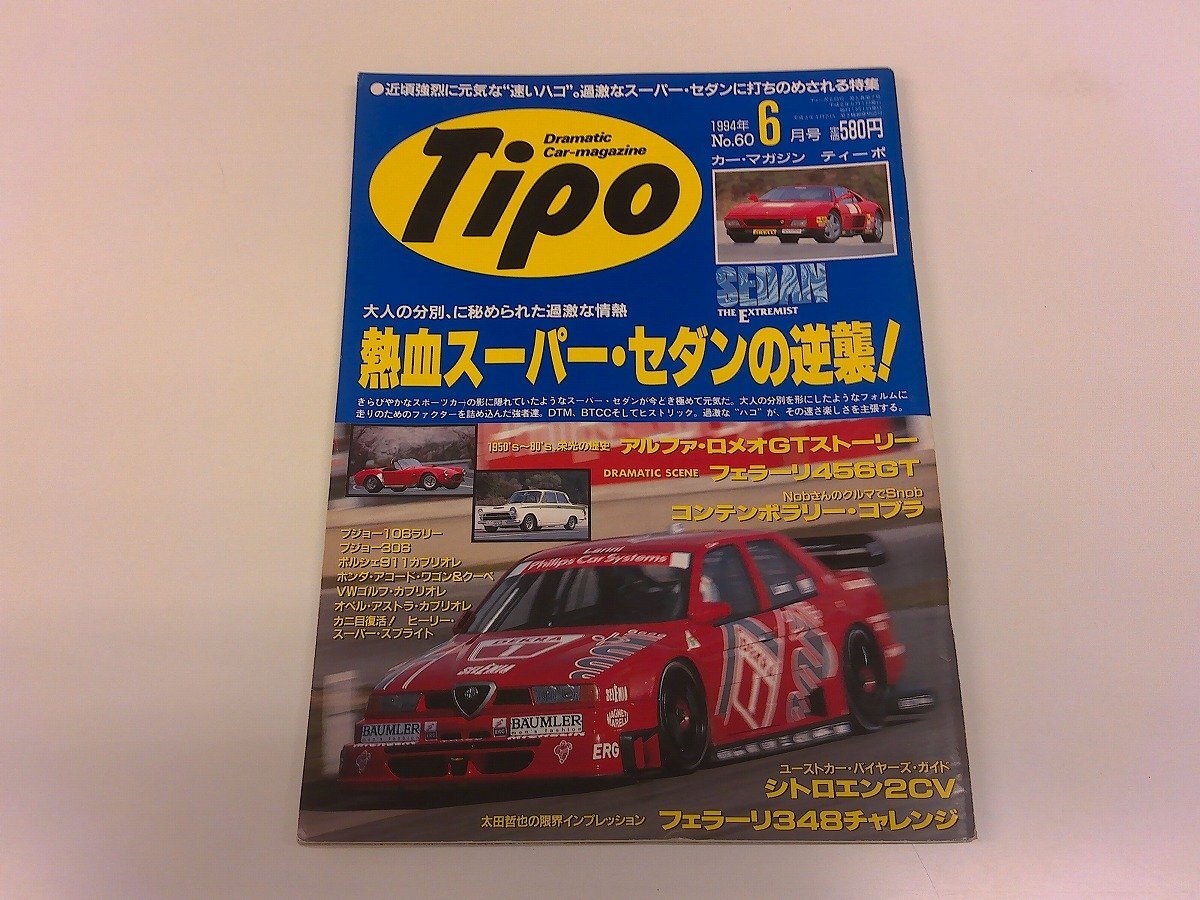 ●近頃強烈に元気な“速いハコ”。過激なスーパー・セダンに打ちのめされる特集
Dramatic
Car-magazine
Tipo
1994年
No.60
6
月号
定価580円
カー・マガジン ティーポ
SEDAN
THE EXTREMIST
大人の分別、に秘められた過激な情熱
熱血スーパー・セダンの逆襲!
きらびやかなスポーツカーの影に隠れていたようなスーパー・セダンが今とき極めて元気だ。大人の分別を形にしたようなフォルムに
走りのためのファクターを詰め込んだ強者達。DTM、BTCCそしてヒストリック。過激な“ハコ”が、その速さ楽しさを主張する。
1950's〜80's、栄光の歴史 アルファ・ロメオGTストーリー
DRAMATIC SCENE フェラーリ456GT
NobさんのクルマでSnob
コンテンポラリー・コブラ
プジョー106ラリー
プジョー306
ポルシェ911カブリオレ
ホンダ・アコード・ワゴン&クーペ
VWゴルフ・カブリオレ
オペル・アストラ・カブリオレ
カニ目復活! ヒーリー・
スーパー・スプライト
Larini
Philips Car Systems
SELENIA
SELENIA
MAGNETI
MARELLI
BÄUMLER
men's fashion
ERG
BÄUMLER
men's fashion
ERG
ユーストカー・バイヤーズ・ガイド
シトロエン2CV
太田哲也の限界インプレッション フェラーリ348チャレンジ